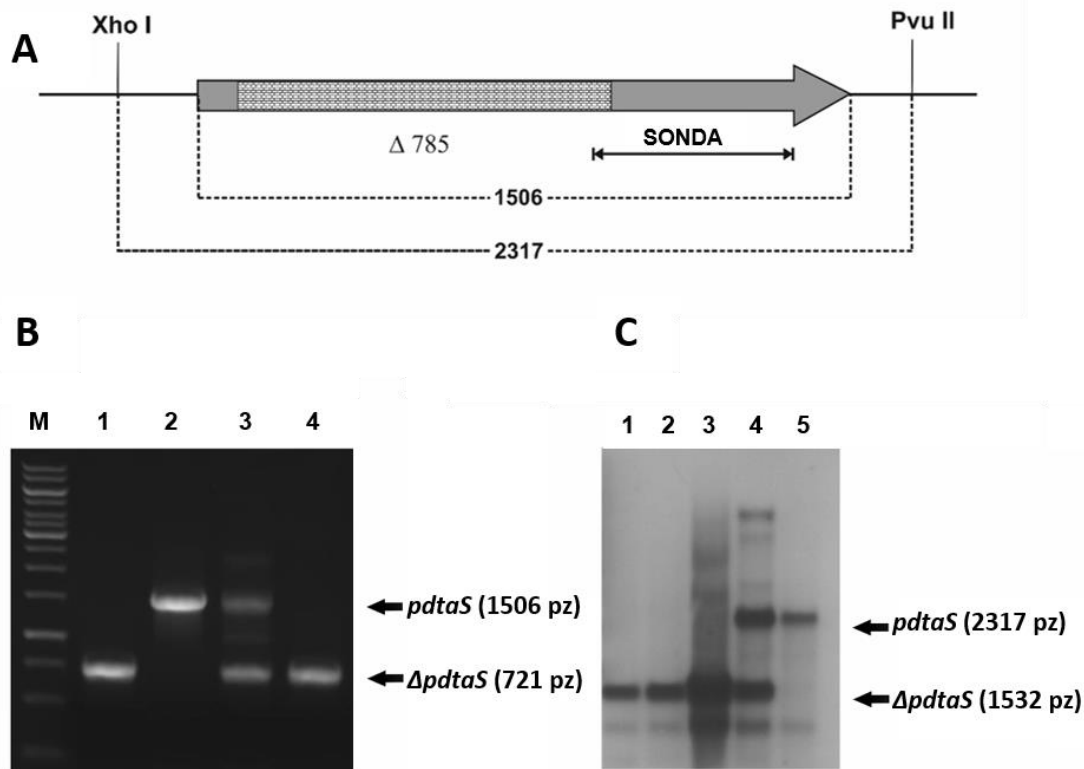 A
Xho I
Pvu II
Δ 785
SONDA
1506
2317
B
M 1 2 3 4
pdtaS (1506 pz)
ΔpdtaS (721 pz)
C
1 2 3 4 5
pdtaS (2317 pz)
ΔpdtaS (1532 pz)